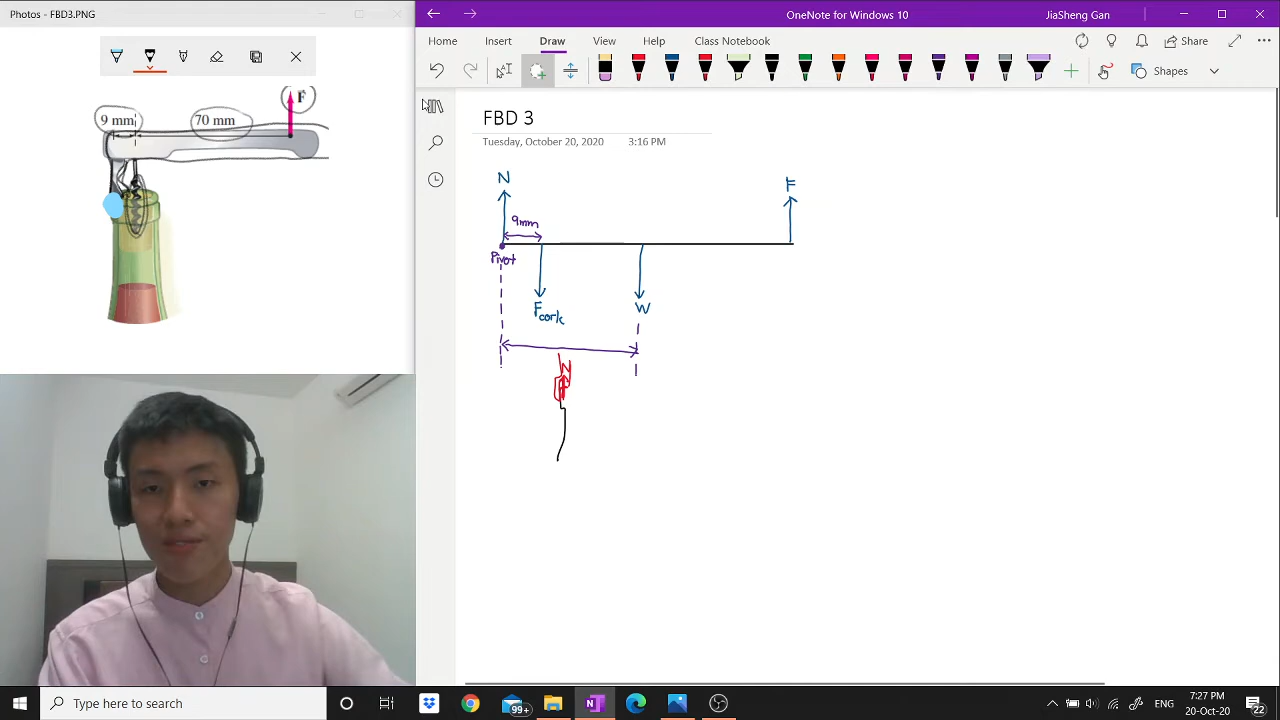 Photos - FBD3.PNG
9 mm
70 mm
F
OneNote for Windows 10
JiaSheng Gan
Home
Insert
Draw
View
Help
Class Notebook
Share
Shapes
FBD 3
Tuesday, October 20, 2020
3:16 PM
N
F
9mm
Pivot
Fcork
W
N
Type here to search
99+
ENG
7:27 PM
20-Oct-20
22